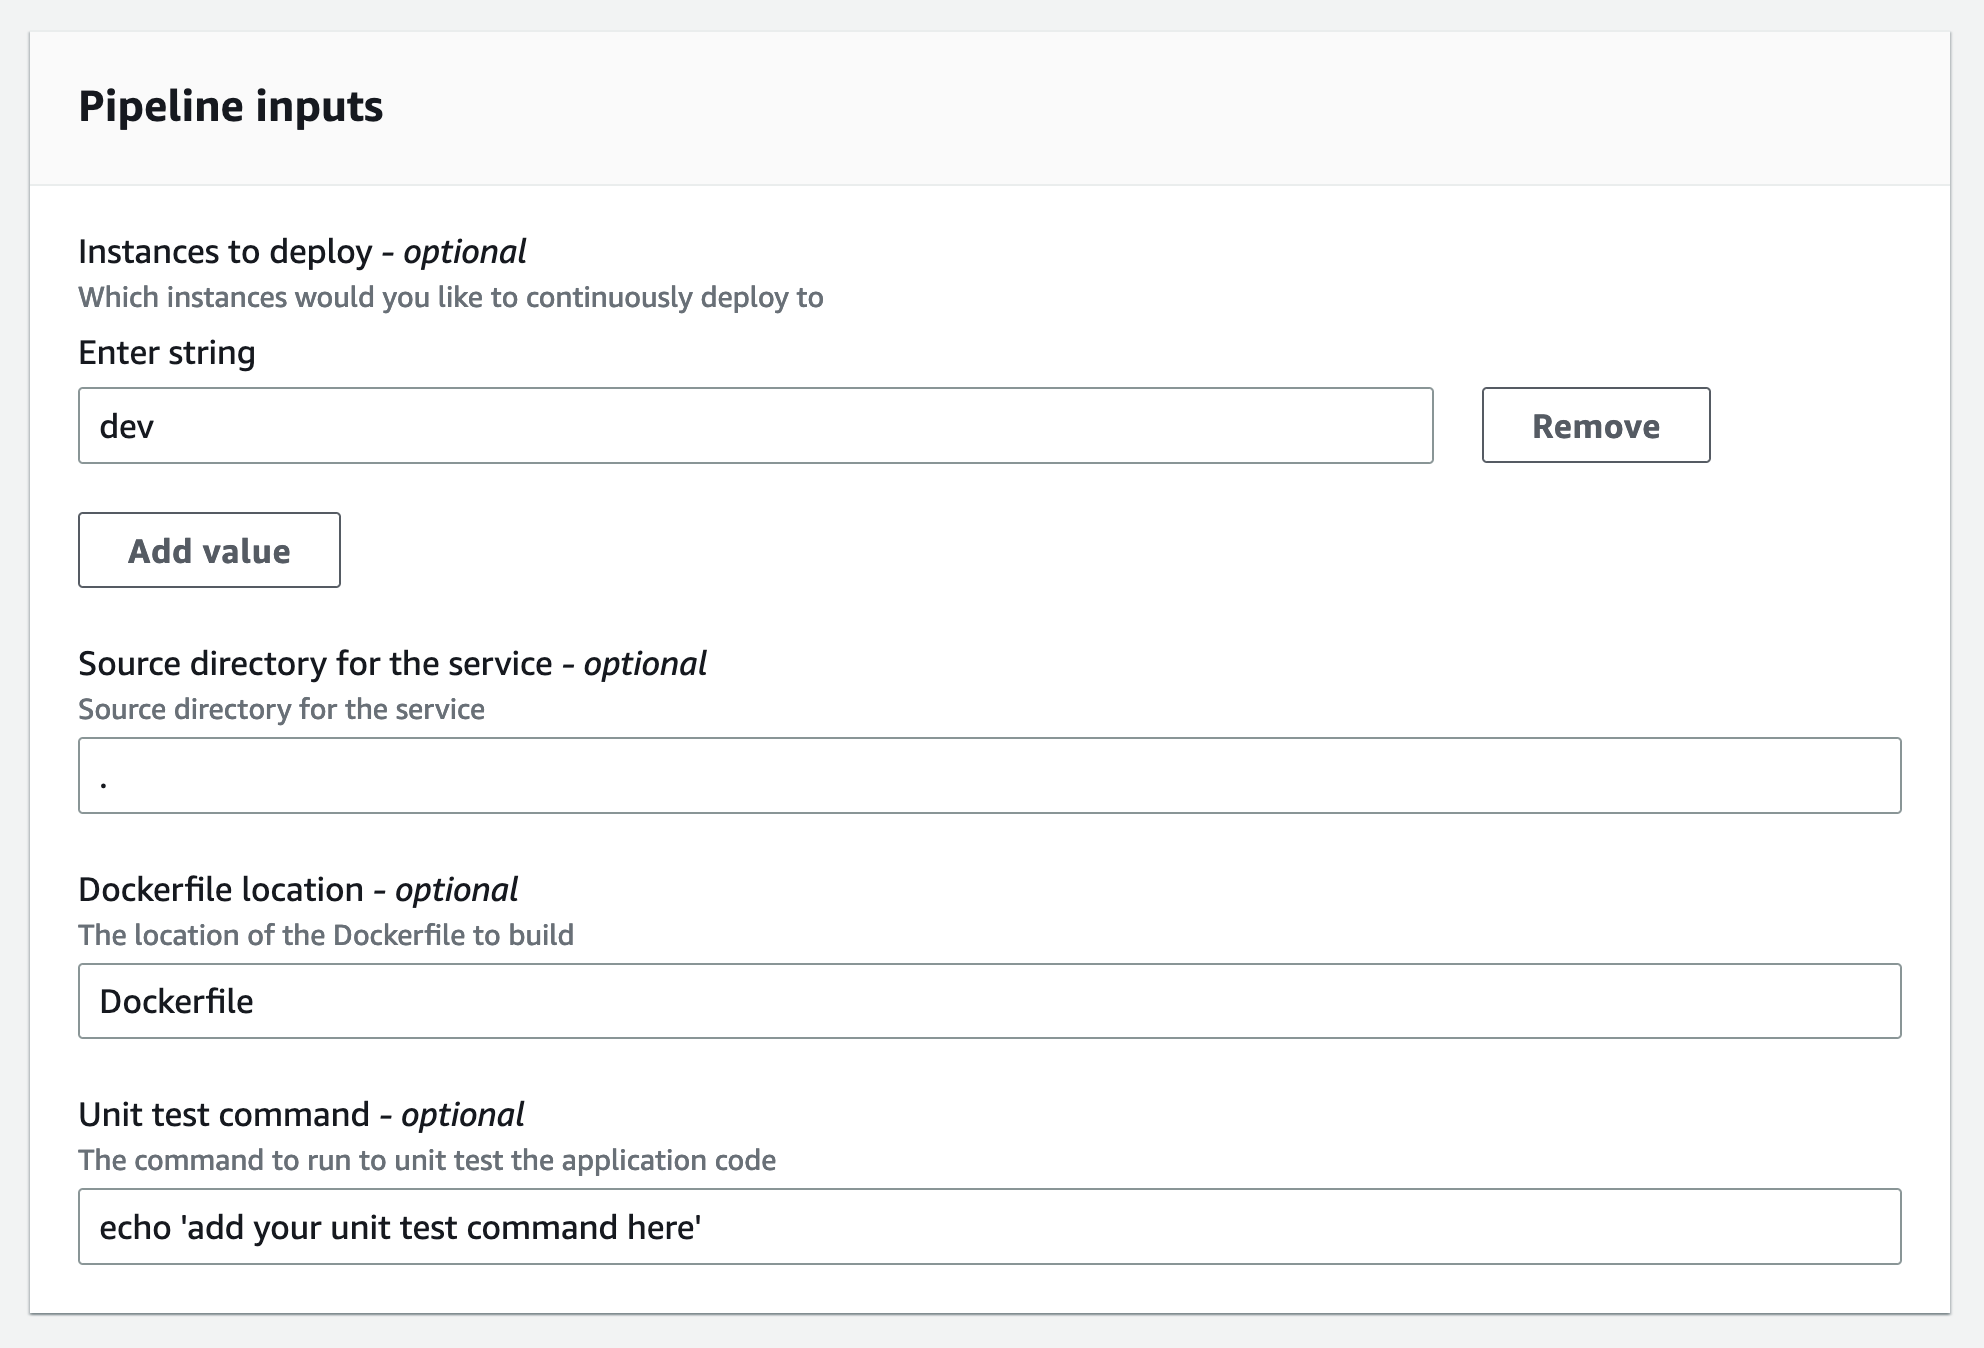 Pipeline inputs
Instances to deploy - optional
Which instances would you like to continuously deploy to
Enter string
dev
Remove
Add value
Source directory for the service - optional
Source directory for the service
.
Dockerfile location - optional
The location of the Dockerfile to build
Dockerfile
Unit test command - optional
The command to run to unit test the application code
echo 'add your unit test command here'